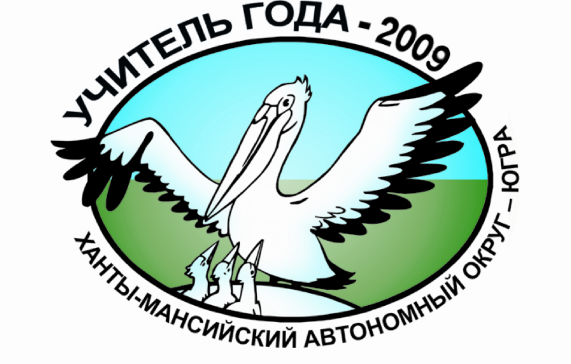 УЧИТЕЛЬ ГОДА - 2009
ХАНТЫ-МАНСИЙСКИЙ АВТОНОМНЫЙ ОКРУГ – ЮГРА